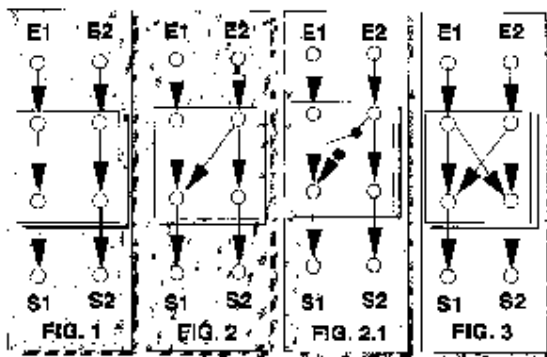 E1 E2 E1 E2 E1 E2 E1 E2
S1 S2 S1 S2 S1 S2 S1 S2
FIG. 1 FIG. 2 FIG. 2.1 FIG. 3